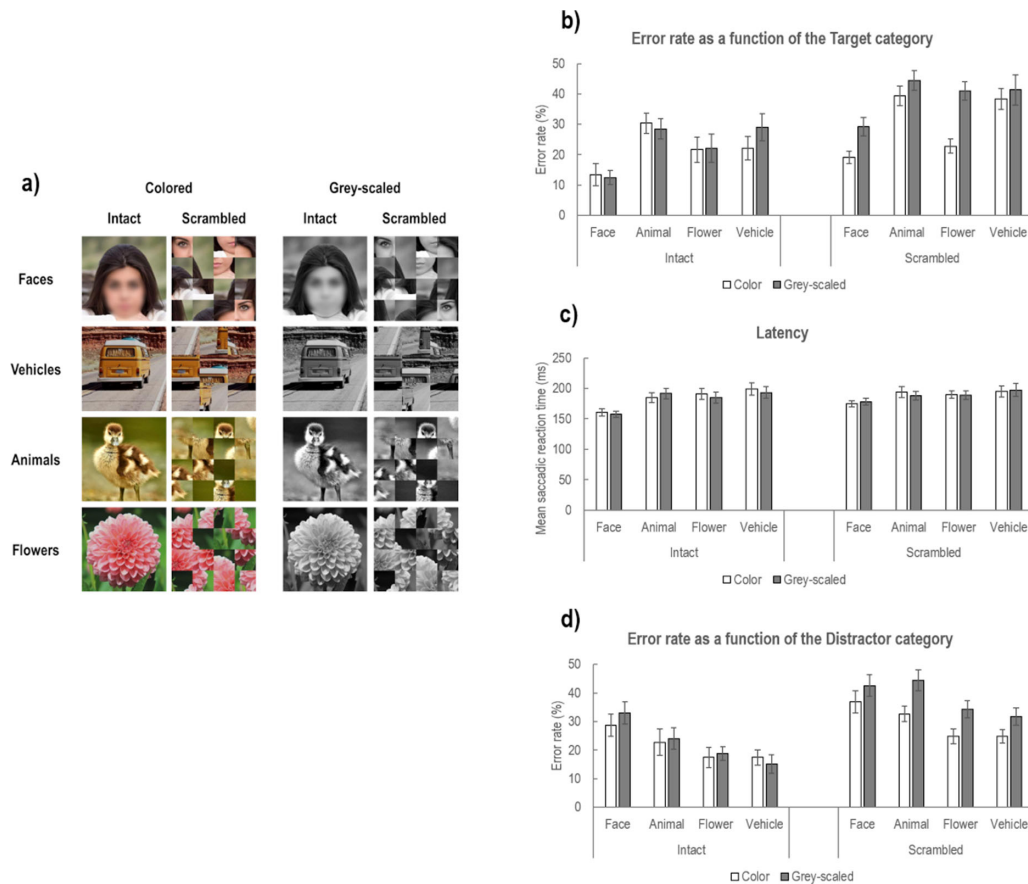 a)
Colored Grey-scaled
Intact Scrambled Intact Scrambled
Faces
Vehicles
Animals
Flowers
b)
Error rate as a function of the Target category
Error rate (%)
50
40
30
20
10
0
Face Animal Flower Vehicle Face Animal Flower Vehicle
Intact Scrambled
Color Grey-scaled
c)
Latency
Mean saccadic reaction time (ms)
250
200
150
100
50
0
Face Animal Flower Vehicle Face Animal Flower Vehicle
Intact Scrambled
Color Grey-scaled
d)
Error rate as a function of the Distractor category
Error rate (%)
50
40
30
20
10
0
Face Animal Flower Vehicle Face Animal Flower Vehicle
Intact Scrambled
Color Grey-scaled